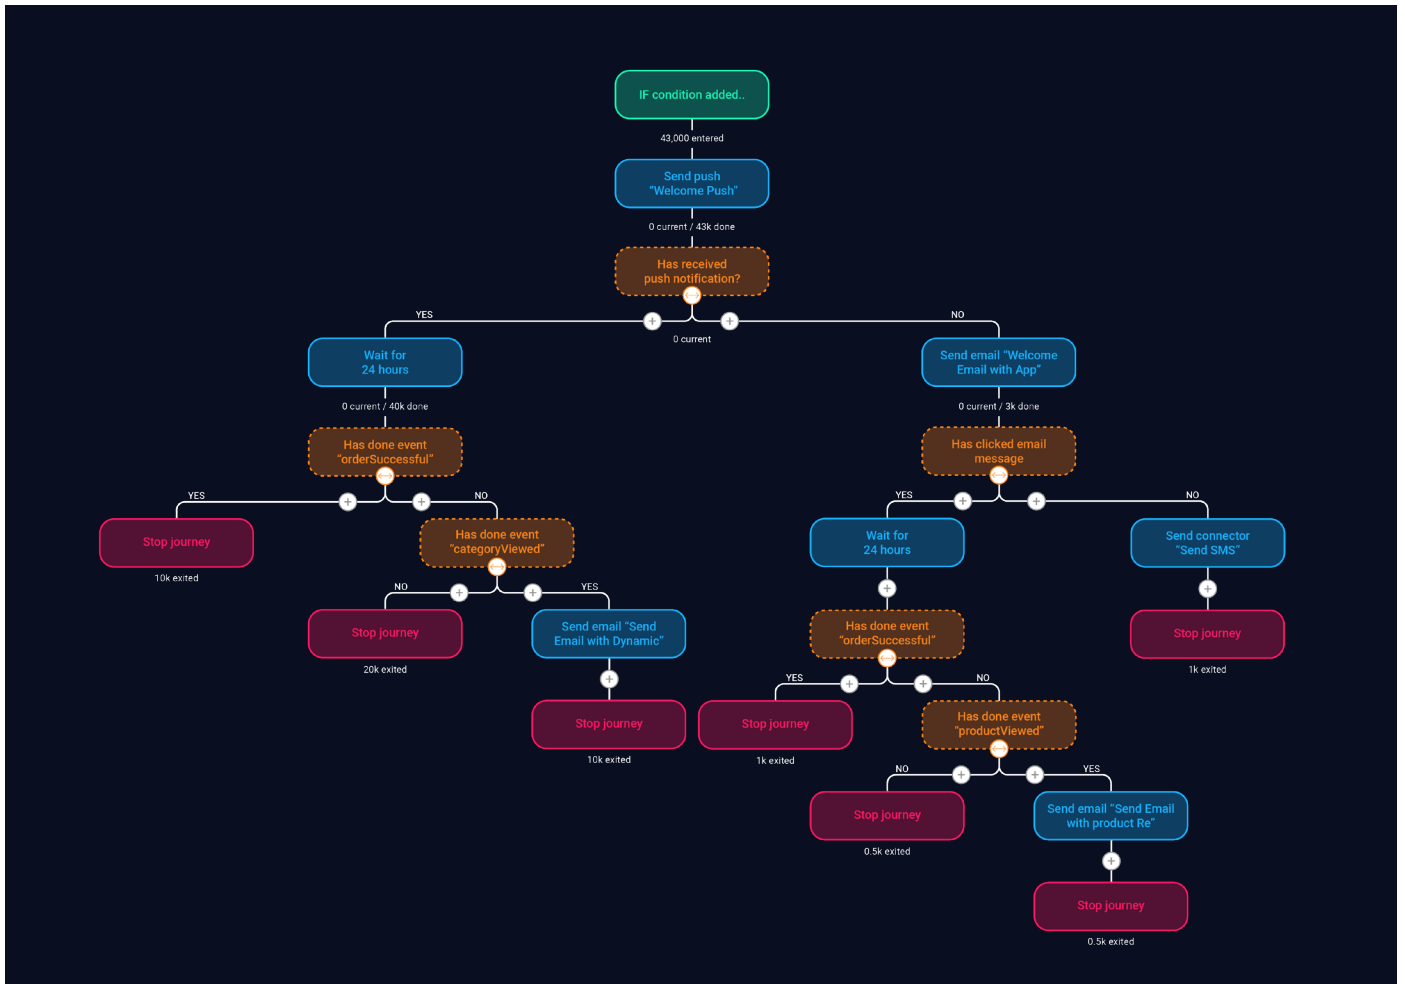 IF condition added..
43,000 entered
Send push
“Welcome Push”
0 current / 43k done
Has received
push notification?
YES
NO
0 current
Wait for
24 hours
Send email “Welcome
Email with App”
0 current / 40k done
0 current / 3k done
Has done event
“orderSuccessful”
Has clicked email
message
YES
NO
YES
NO
Stop journey
10k exited
Has done event
“categoryViewed”
Wait for
24 hours
Send connector
“Send SMS”
NO
YES
Stop journey
20k exited
Send email “Send
Email with Dynamic”
Has done event
“orderSuccessful”
Stop journey
1k exited
YES
NO
Stop journey
10k exited
Stop journey
1k exited
Has done event
“productViewed”
NO
YES
Stop journey
0.5k exited
Send email “Send Email
with product Re”
Stop journey
0.5k exited